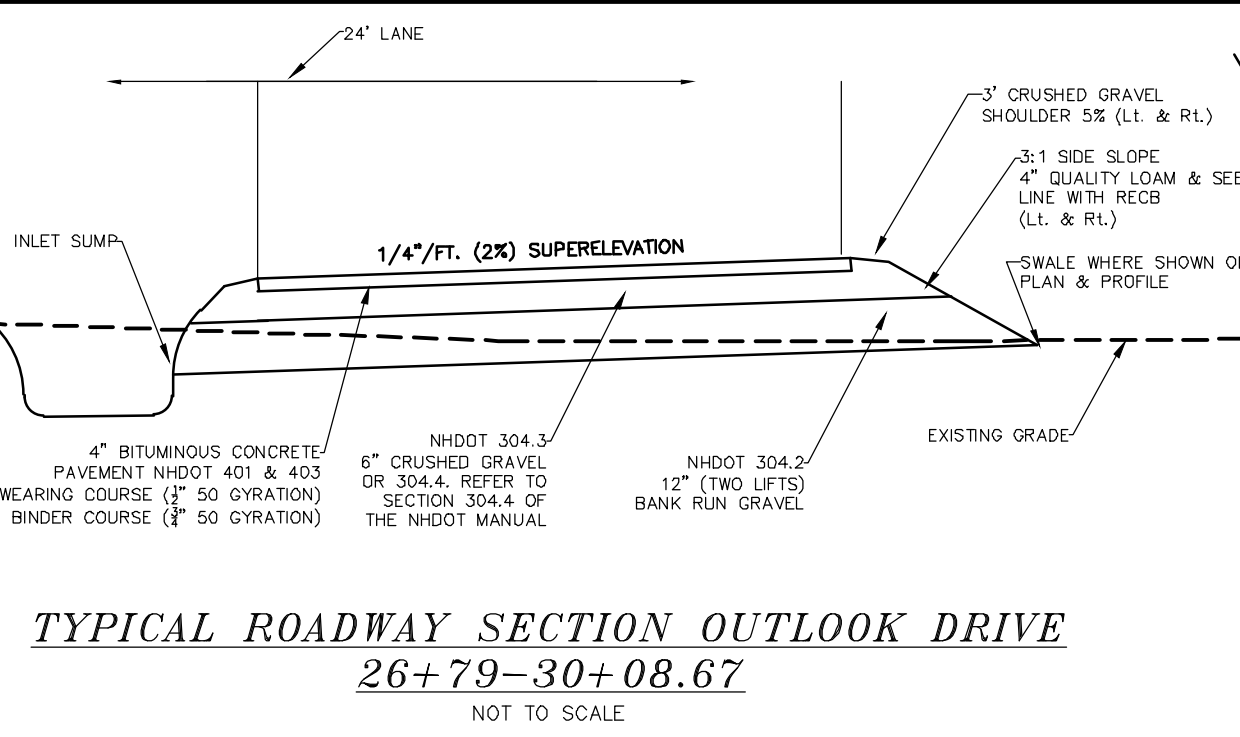 24' LANE
3' CRUSHED GRAVEL
SHOULDER 5% (Lt. & Rt.)
3:1 SIDE SLOPE
4" QUALITY LOAM &
LINE WITH RECB
(Lt. & Rt.)
INLET SUMP
1/4"/FT. (2%) SUPERELEVATION
SWALE WHERE SHOWN
PLAN & PROFILE
4" BITUMINOUS CONCRETE
PAVEMENT NHDOT 401 & 403
WEARING COURSE (1/2" 50 GYRATION)
BINDER COURSE (3/4" 50 GYRATION)
NHDOT 304.3
6" CRUSHED GRAVEL
OR 304.4. REFER TO
SECTION 304.4 OF
THE NHDOT MANUAL
NHDOT 304.2
12" (TWO LIFTS)
BANK RUN GRAVEL
EXISTING GRADE
TYPICAL ROADWAY SECTION OUTLOOK DRIVE
26+79-30+08.67
NOT TO SCALE